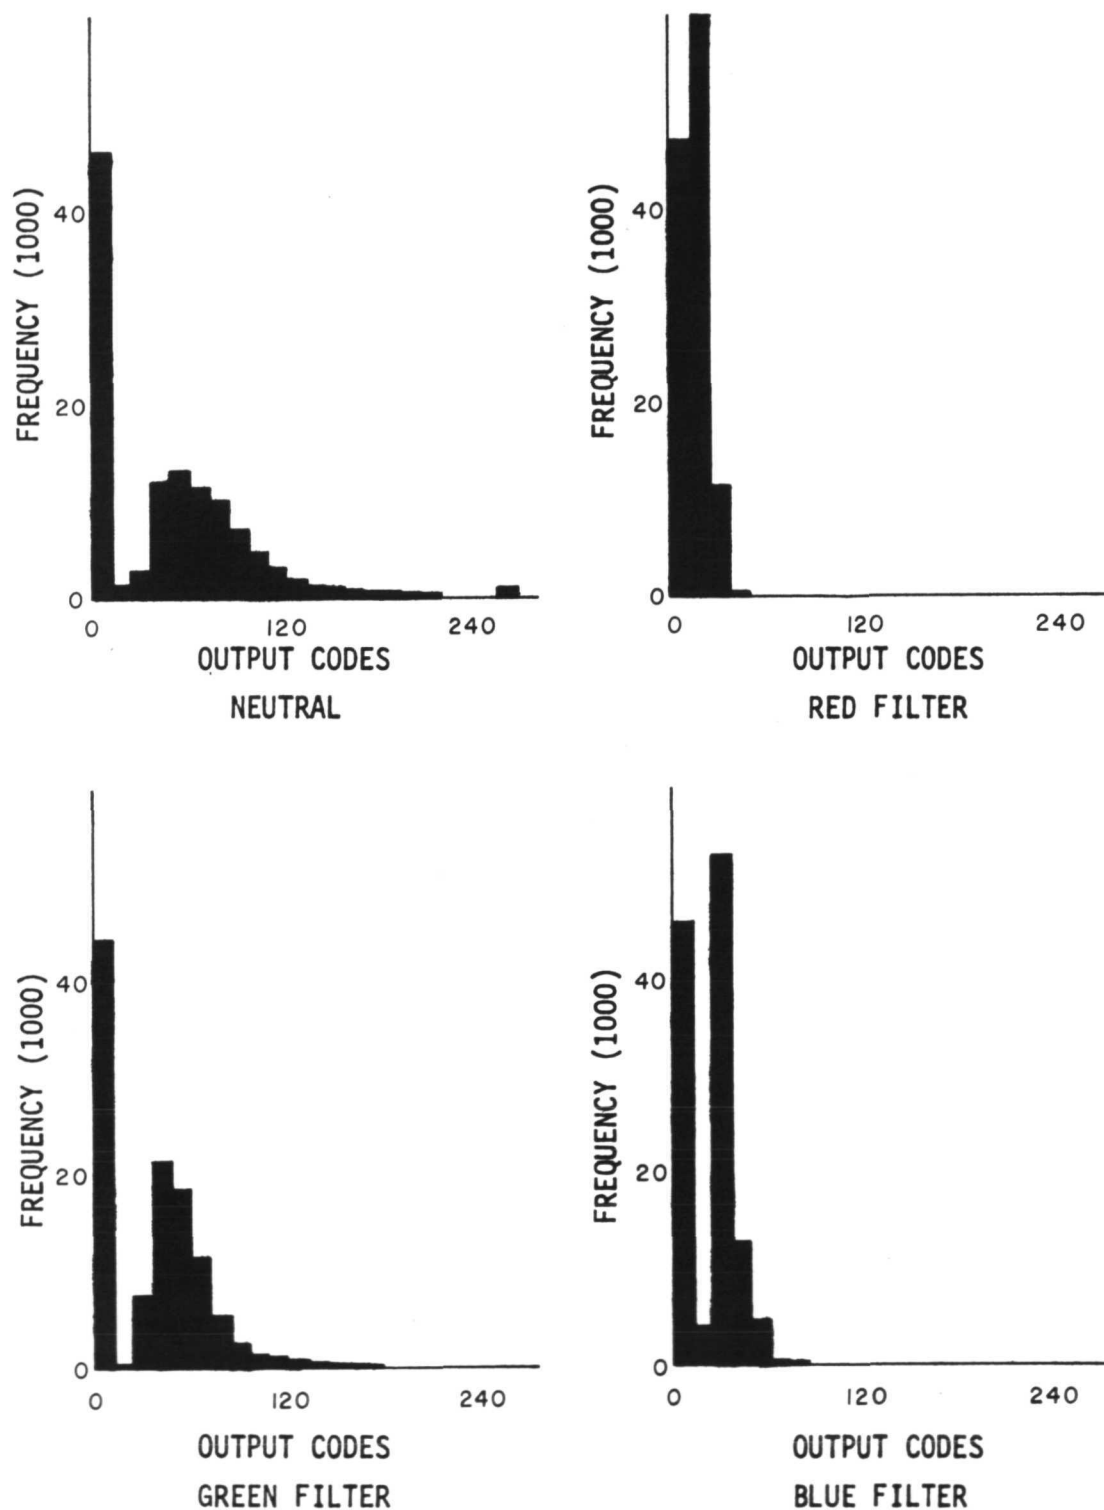 FREQUENCY (1000)
40
20
0
0 120 240
OUTPUT CODES
NEUTRAL
FREQUENCY (1000)
40
20
0
0 120 240
OUTPUT CODES
RED FILTER
FREQUENCY (1000)
40
20
0
0 120 240
OUTPUT CODES
GREEN FILTER
FREQUENCY (1000)
40
20
0
0 120 240
OUTPUT CODES
BLUE FILTER